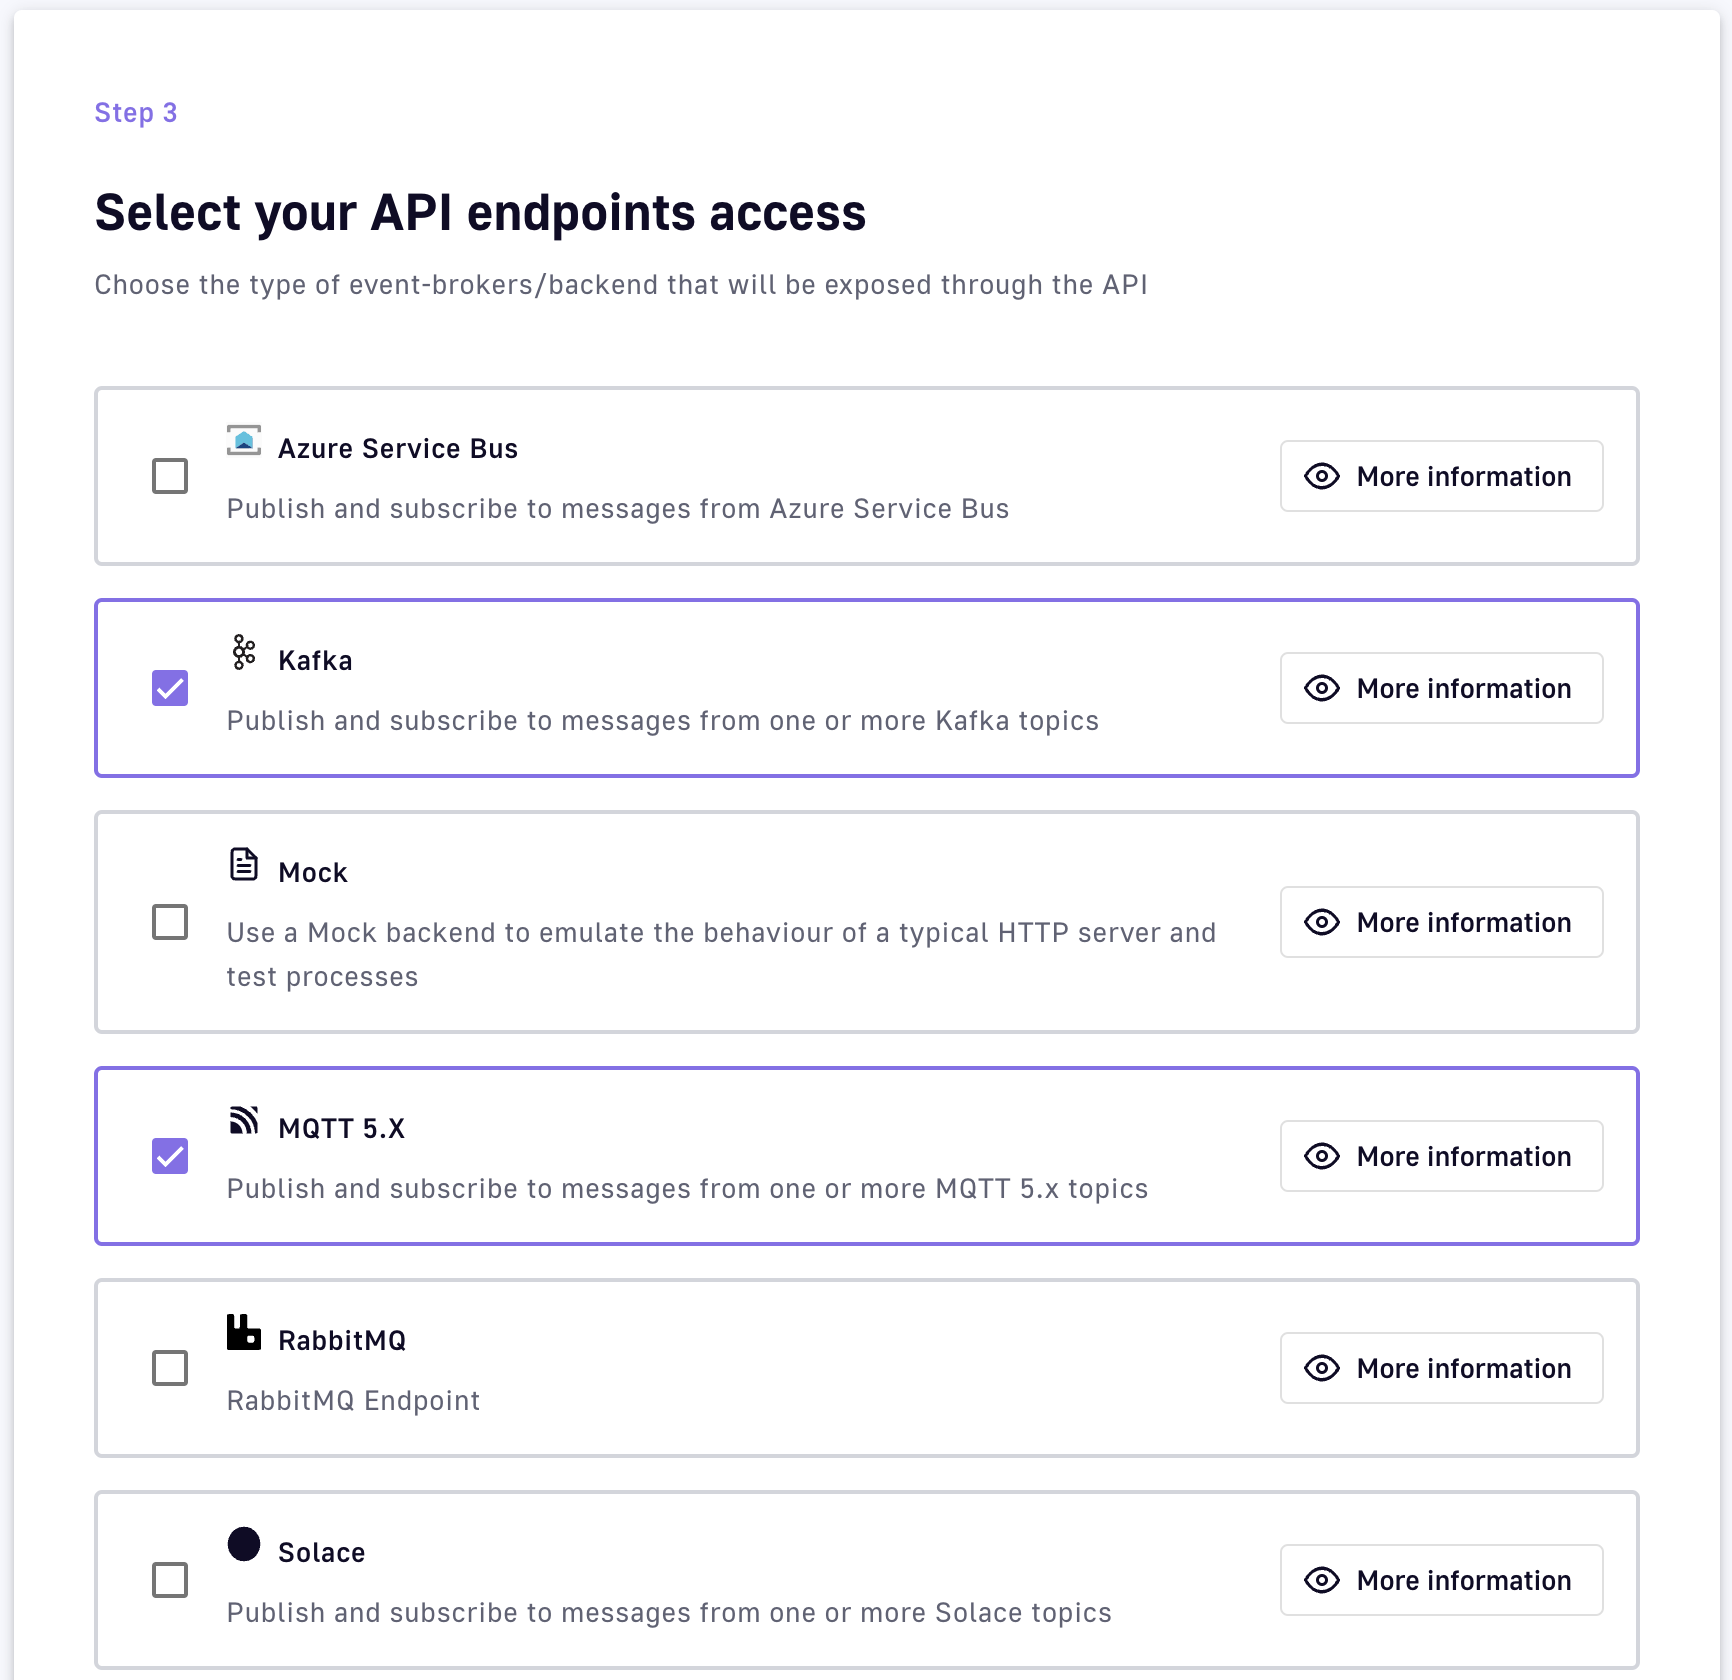 Step 3
Select your API endpoints access
Choose the type of event-brokers/backend that will be exposed through the API
Azure Service Bus
Publish and subscribe to messages from Azure Service Bus
More information
Kafka
Publish and subscribe to messages from one or more Kafka topics
More information
Mock
Use a Mock backend to emulate the behaviour of a typical HTTP server and
test processes
More information
MQTT 5.X
Publish and subscribe to messages from one or more MQTT 5.x topics
More information
RabbitMQ
RabbitMQ Endpoint
More information
Solace
Publish and subscribe to messages from one or more Solace topics
More information